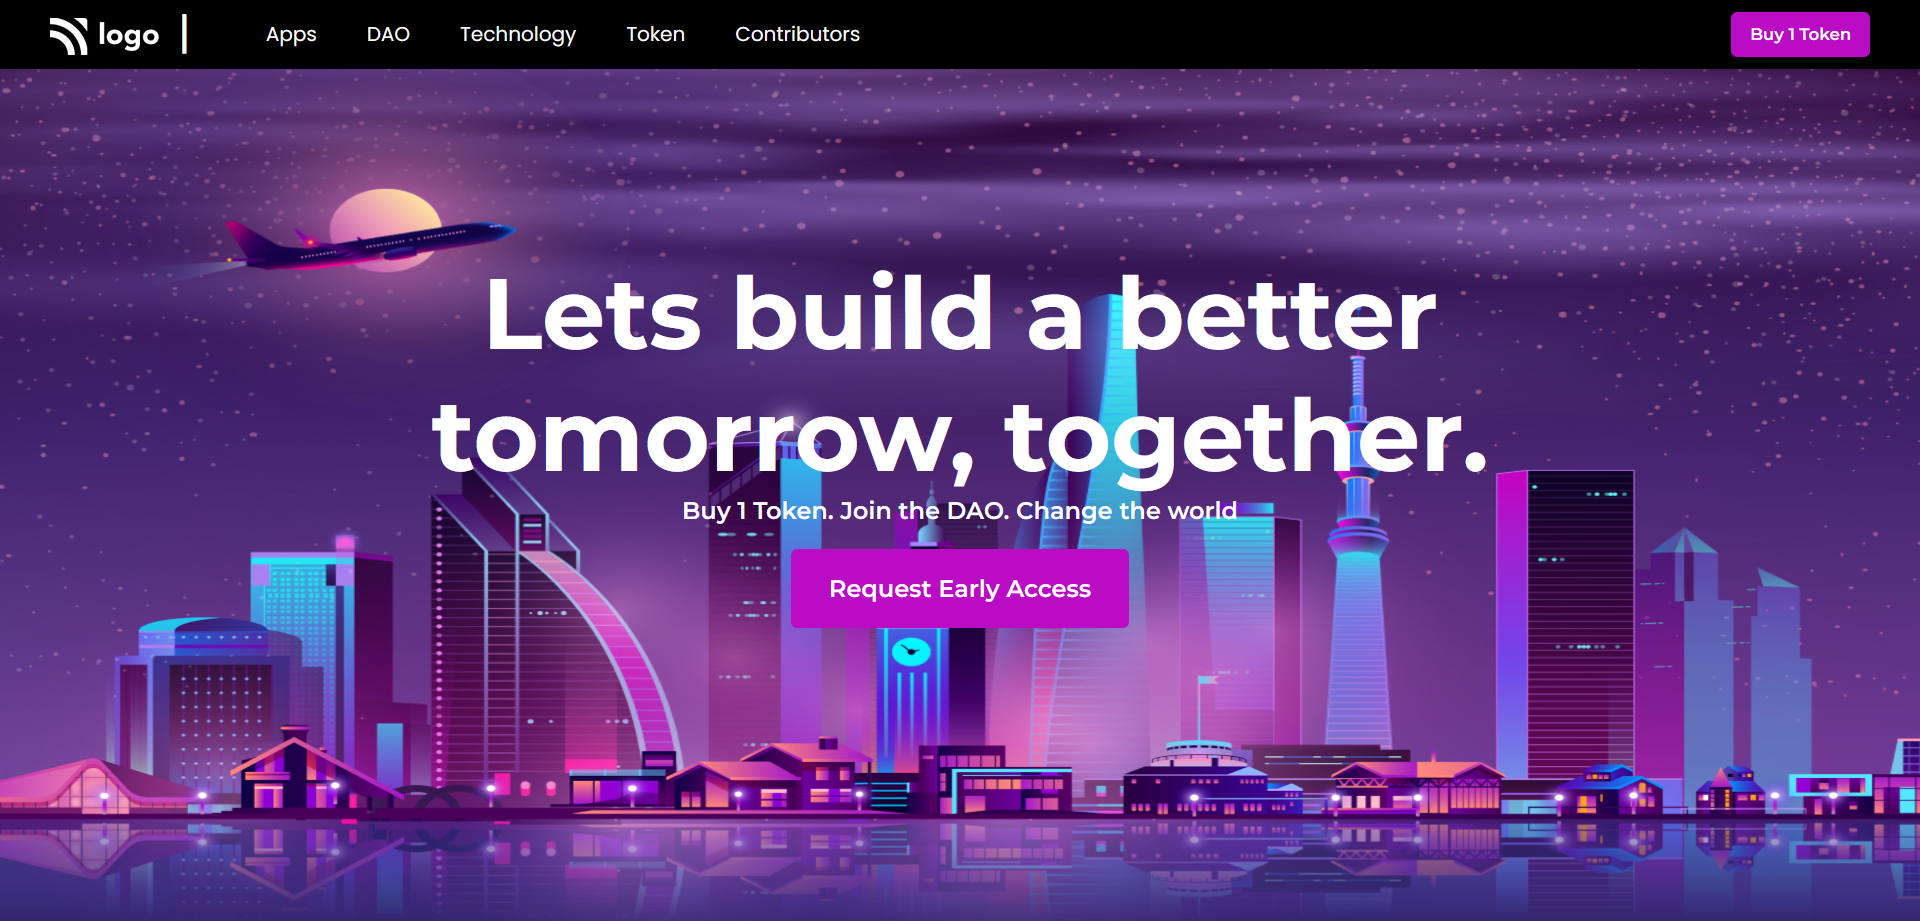 logo
Apps
DAO
Technology
Token
Contributors
Buy 1 Token
Lets build a better
tomorrow, together.
Buy 1 Token. Join the DAO. Change the world
Request Early Access